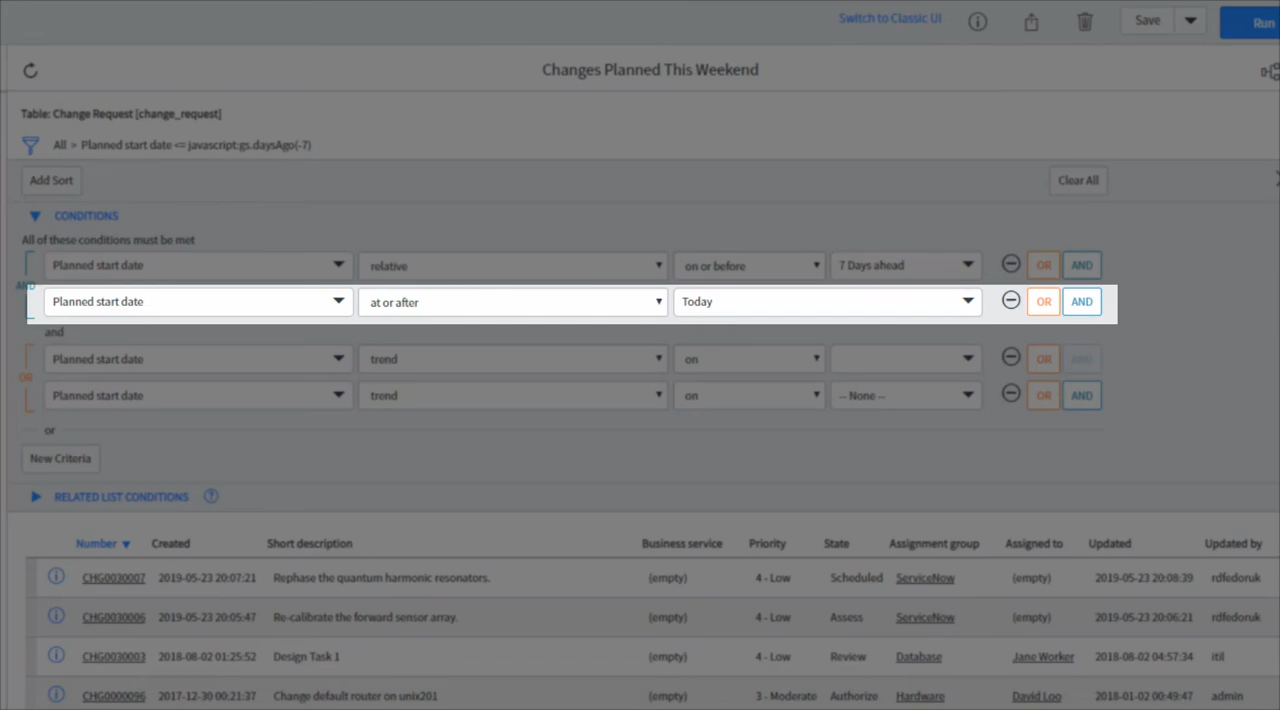 Switch to Classic UI Save Run
Changes Planned This Weekend
Table: Change Request [change_request]
All > Planned start date <= javascript:gs.daysAgo(-7)
Add Sort Clear All
CONDITIONS
All of these conditions must be met
Planned start date relative on or before 7 Days ahead OR AND
AND
Planned start date at or after Today OR AND
and
Planned start date trend on OR AND
OR
Planned start date trend on -- None -- OR AND
or
New Criteria
RELATED LIST CONDITIONS
Number Created Short description Business service Priority State Assignment group Assigned to Updated Updated by
CHG0030007 2019-05-23 20:07:21 Rephase the quantum harmonic resonators. (empty) 4 - Low Scheduled ServiceNow (empty) 2019-05-23 20:08:39 rdfedoruk
CHG0030006 2019-05-23 20:05:47 Re-calibrate the forward sensor array. (empty) 4 - Low Assess ServiceNow (empty) 2019-05-23 20:06:21 rdfedoruk
CHG0030003 2018-08-02 01:25:52 Design Task 1 (empty) 4 - Low Review Database Jane Worker 2018-08-02 04:57:34 itil
CHG0000096 2017-12-30 00:21:37 Change default router on unix201 (empty) 3 - Moderate Authorize Hardware David Loo 2018-01-02 00:49:47 admin